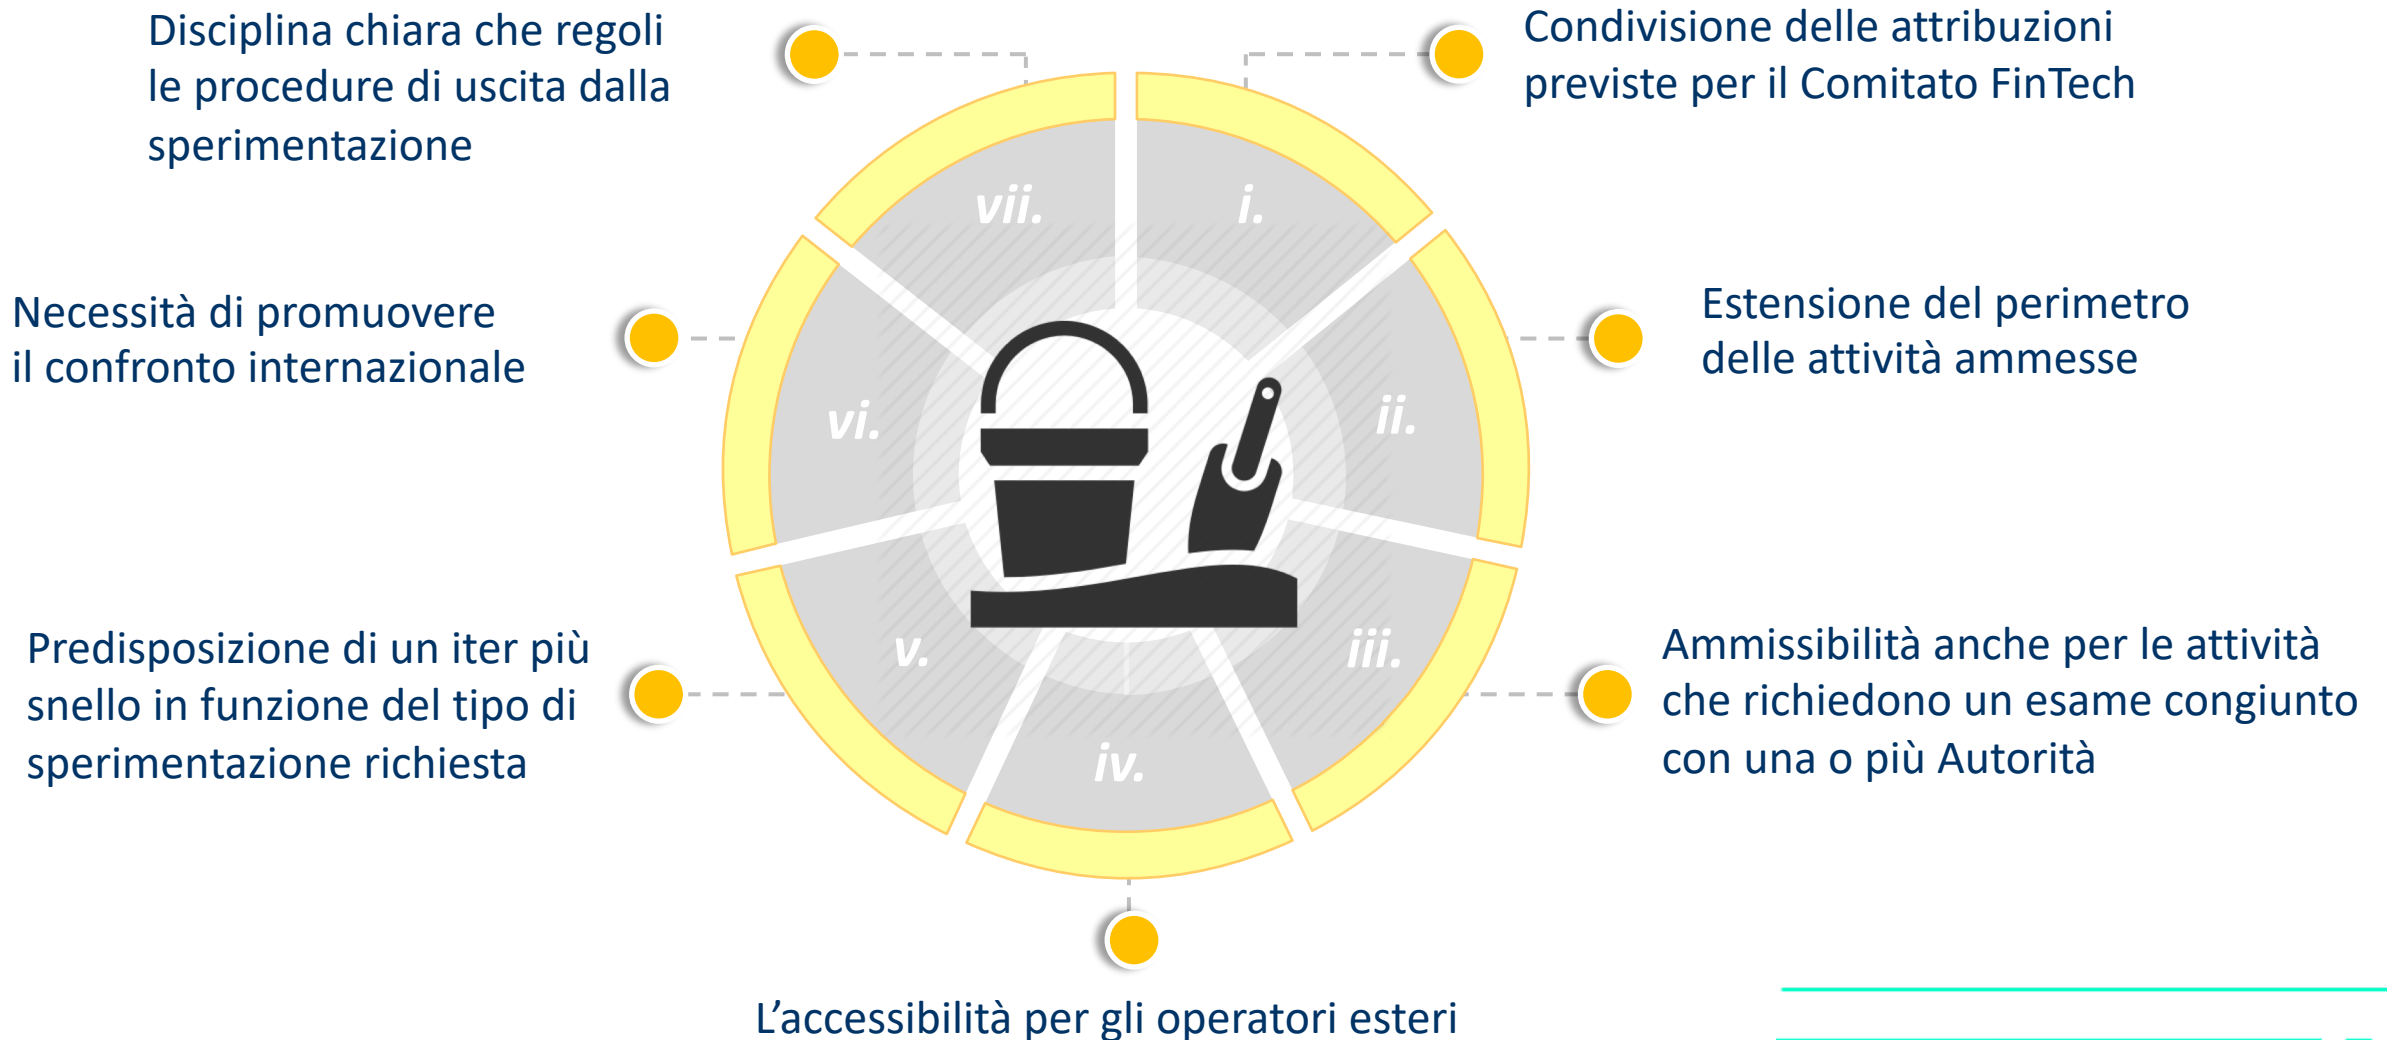 Disciplina chiara che regoli
le procedure di uscita dalla
sperimentazione
Condivisione delle attribuzioni
previste per il Comitato FinTech
vii.
i.
Necessità di promuovere
il confronto internazionale
Estensione del perimetro
delle attività ammesse
vi.
ii.
Predisposizione di un iter più
snello in funzione del tipo di
sperimentazione richiesta
v.
iii.
Ammissibilità anche per le attività
che richiedono un esame congiunto
con una o più Autorità
iv.
L’accessibilità per gli operatori esteri